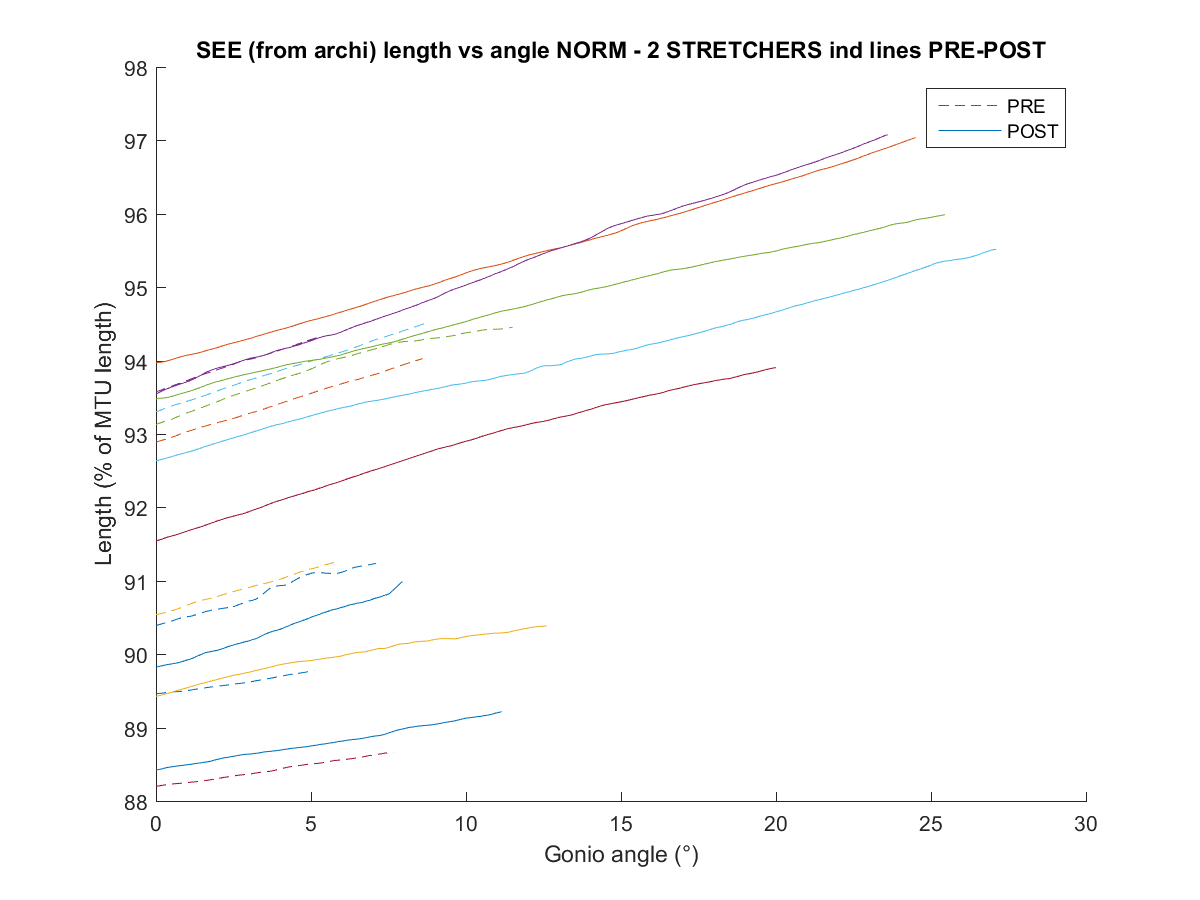 SEE (from archi) length vs angle NORM - 2 STRETCHERS ind lines PRE-POST
PRE
POST
Length (% of MTU length)
98
97
96
95
94
93
92
91
90
89
88
0 5 10 15 20 25 30
Gonio angle (°)